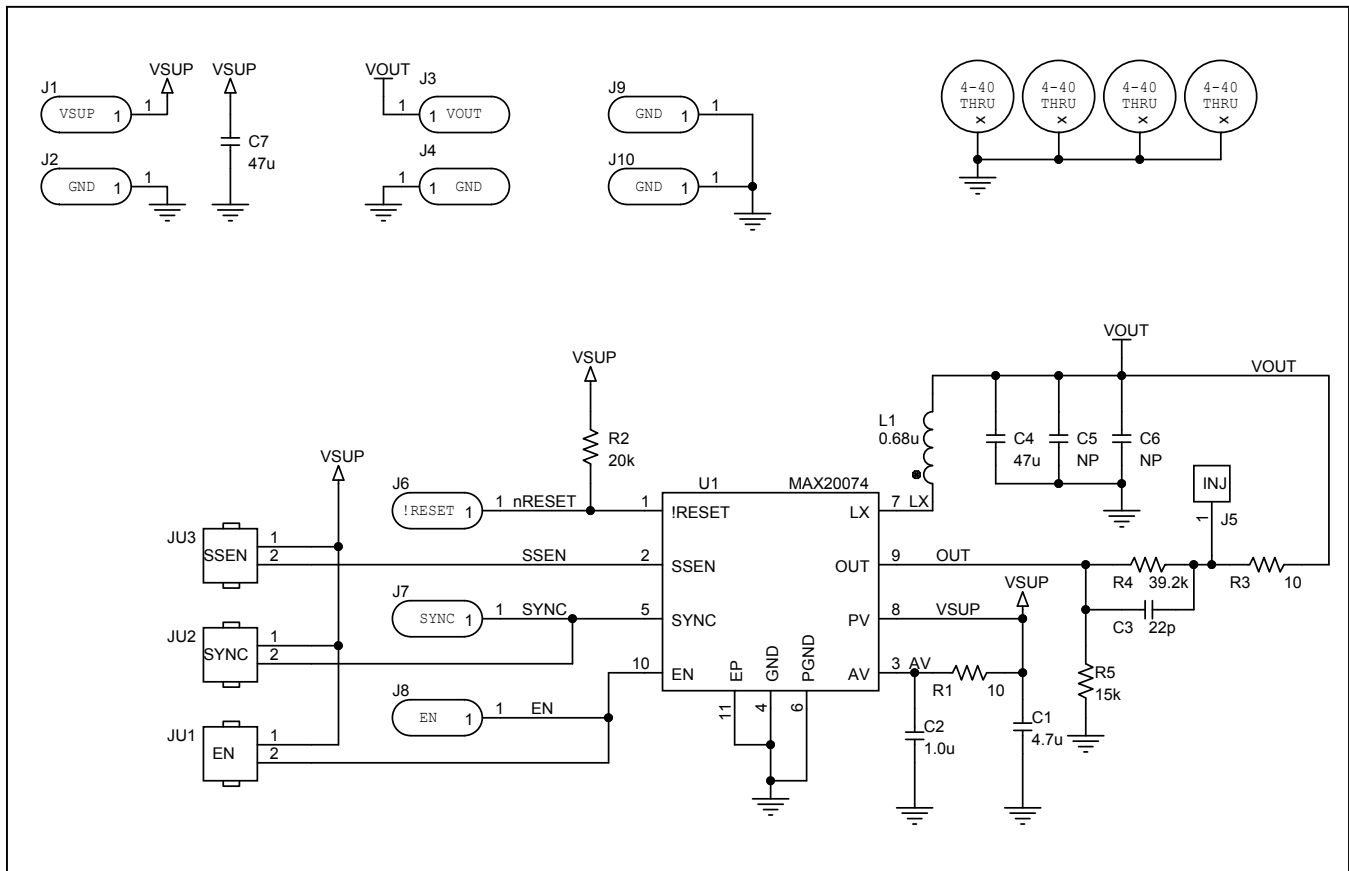 J1
VSUP 1
1
VSUP
VSUP
C7
47u
J2
GND 1
1
VOUT
J3
1
1 VOUT
J4
1
1 GND
J9
GND 1
1
J10
GND 1
1
4-40
THRU
x
4-40
THRU
x
4-40
THRU
x
4-40
THRU
x
VSUP
R2
20k
VSUP
J6
!RESET 1
1 nRESET
JU3
SSEN
1
2
SSEN
J7
SYNC 1
1 SYNC
JU2
SYNC
1
2
J8
EN 1
1 EN
JU1
EN
1
2
U1
MAX20074
1 !RESET
2 SSEN
5 SYNC
10 EN
EP
GND
PGND
11
4
6
LX
7 LX
OUT
9 OUT
PV
8 VSUP
AV
3 AV
L1
0.68u
VOUT
VOUT
C4
47u
C5
NP
C6
NP
INJ
1
J5
R4
39.2k
R3
10
C3
22p
R5
15k
VSUP
R1
10
C2
1.0u
C1
4.7u